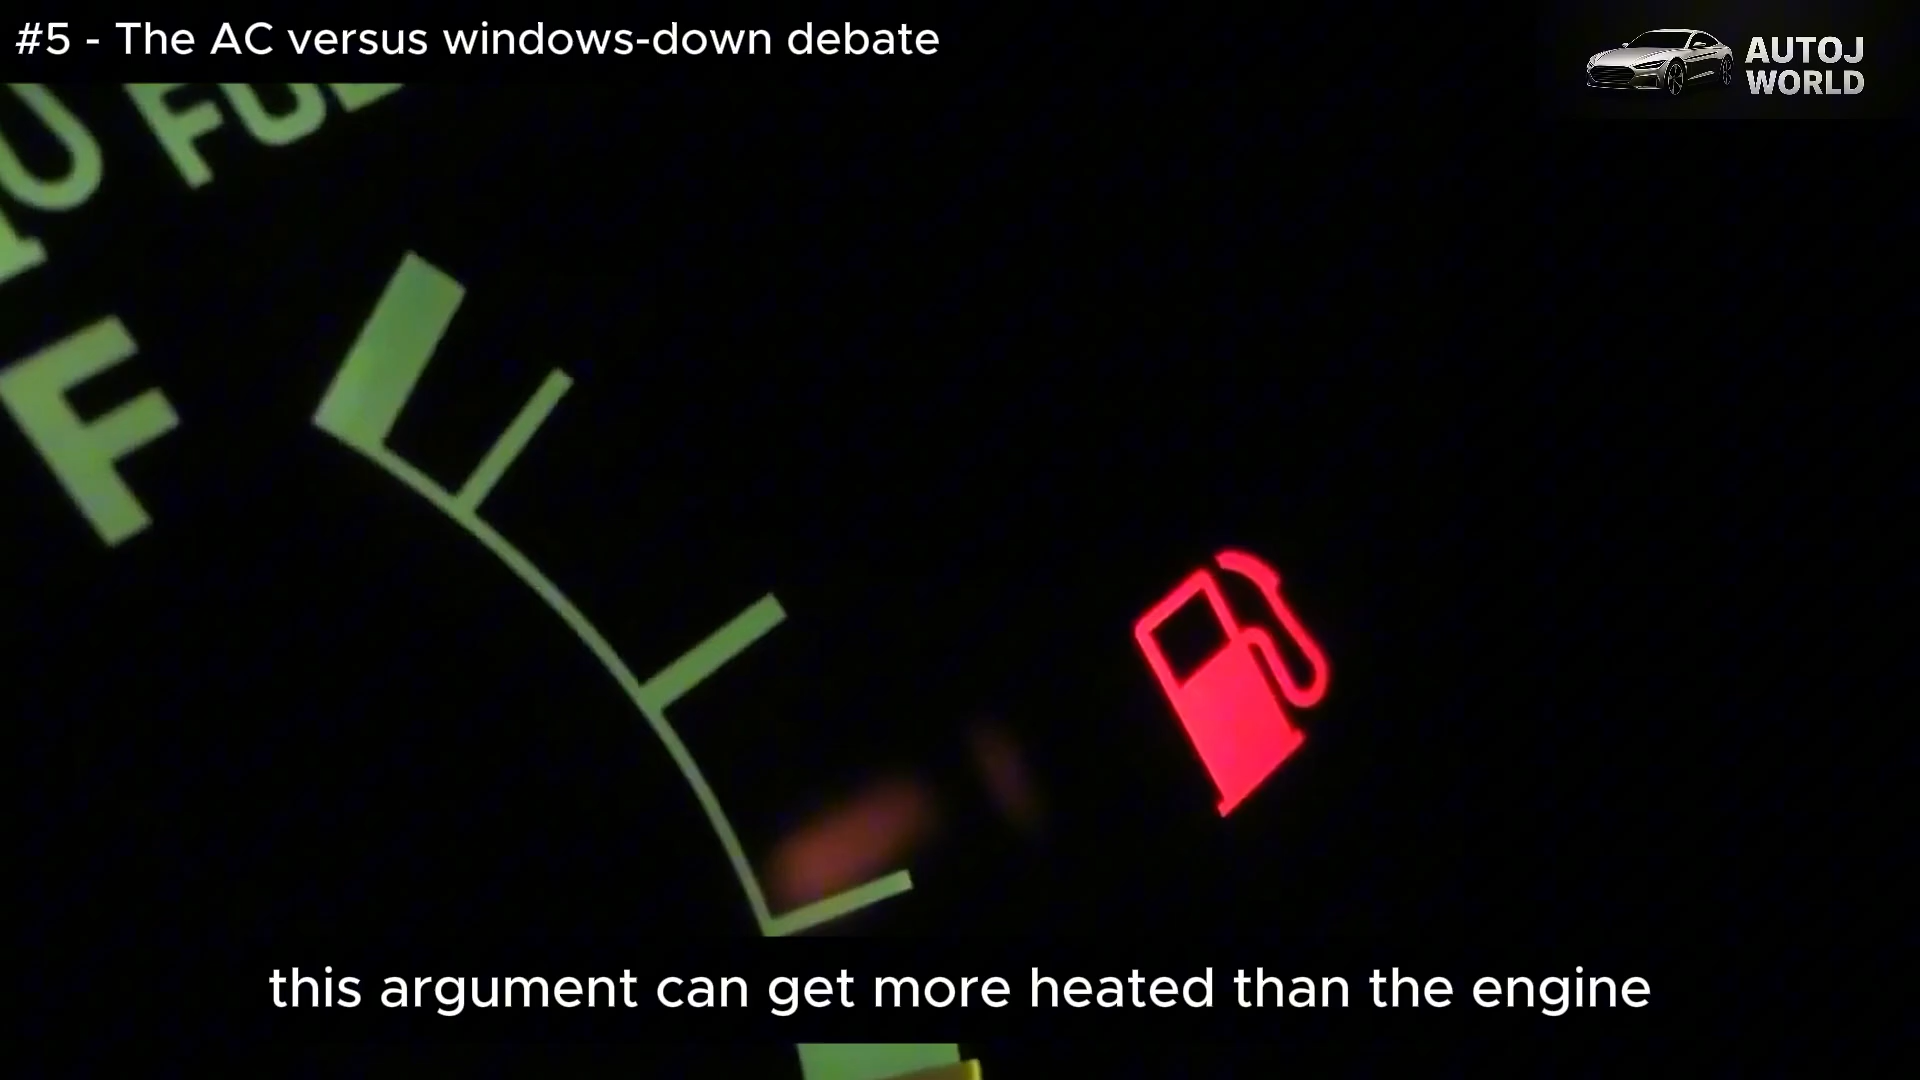 #5 - The AC versus windows-down debate
AUTOJ
WORLD
F
this argument can get more heated than the engine